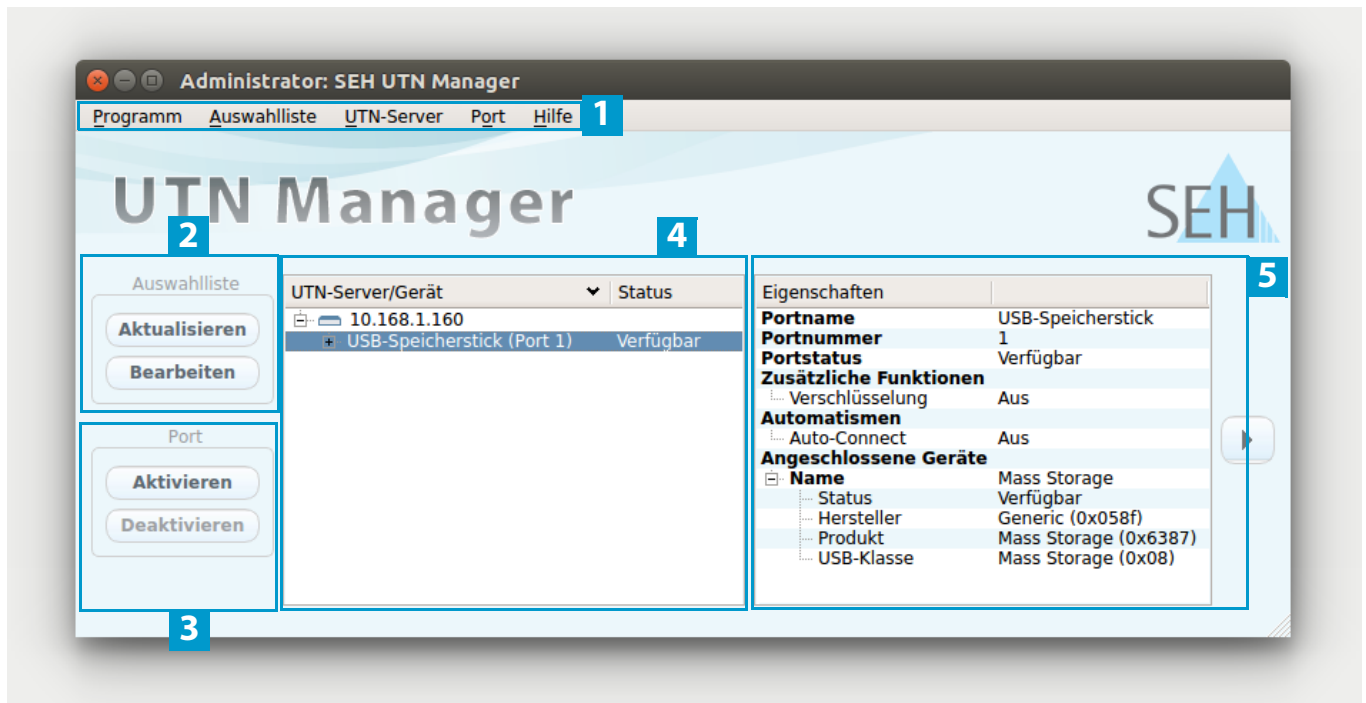 Administrator: SEH UTN Manager
Programm Auswahlliste UTN-Server Port Hilfe
1
UTN Manager
SEH
2
Auswahlliste
Aktualisieren
Bearbeiten
Port
Aktivieren
Deaktivieren
3
4
UTN-Server/Gerät Status
10.168.1.160
USB-Speicherstick (Port 1) Verfügbar
5
Eigenschaften
Portname USB-Speicherstick
Portnummer 1
Portstatus Verfügbar
Zusätzliche Funktionen
Verschlüsselung Aus
Automatismen
Auto-Connect Aus
Angeschlossene Geräte
Name Mass Storage
Status Verfügbar
Hersteller Generic (0x058f)
Produkt Mass Storage (0x6387)
USB-Klasse Mass Storage (0x08)